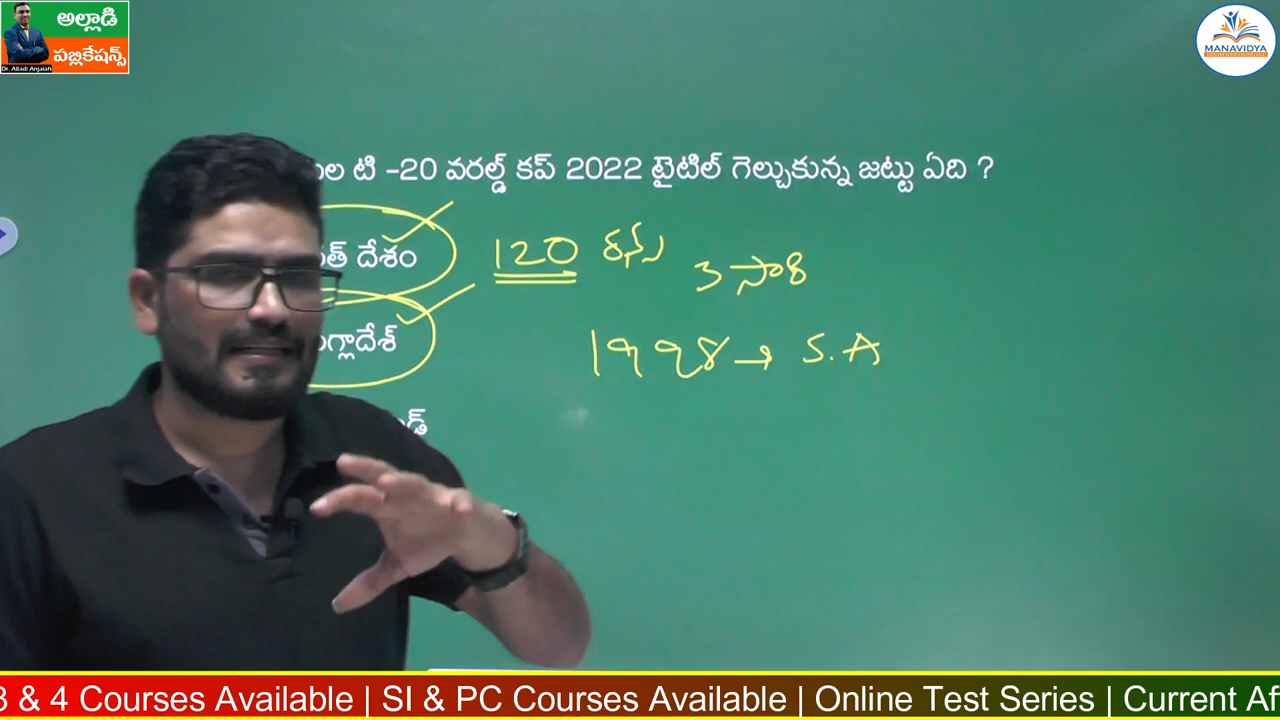 అల్లాడి
పబ్లికేషన్స్
Dr. Alladi Anjaiah
MANAVIDYA
టి -20 వరల్డ్ కప్ 2022 టైటిల్ గెల్చుకున్న జట్టు ఏది ?
త్ దేశం
120 రన్స్
3 సారి
గ్లాదేశ్
1998 → S.A
3 & 4 Courses Available | SI & PC Courses Available | Online Test Series | Current Af